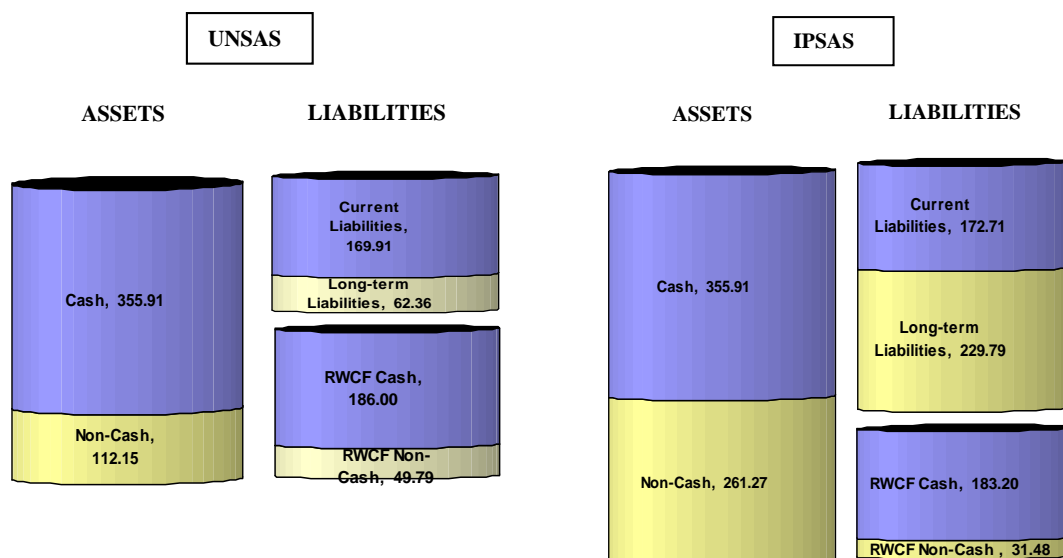 UNSAS
ASSETS
LIABILITIES
Cash, 355.91
Non-Cash,
112.15
Current
Liabilities,
169.91
Long-term
Liabilities, 62.36
RWCF Cash,
186.00
RWCF Non-
Cash, 49.79
IPSAS
ASSETS
LIABILITIES
Cash, 355.91
Non-Cash, 261.27
Current
Liabilities, 172.71
Long-term
Liabilities, 229.79
RWCF Cash, 183.20
RWCF Non-Cash , 31.48